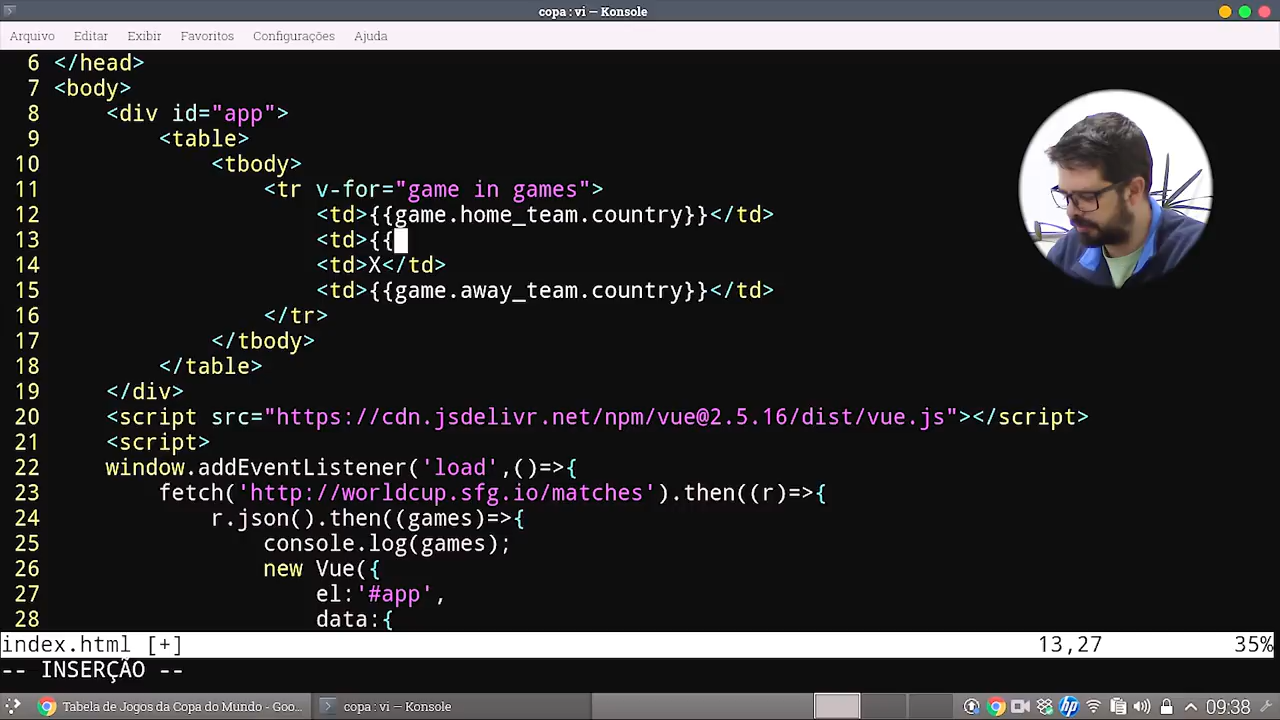 copa : vi — Konsole
Arquivo Editar Exibir Favoritos Configurações Ajuda
6 </head>
7 <body>
8 <div id="app">
9 <table>
10 <tbody>
11 <tr v-for="game in games">
12 <td>{{game.home_team.country}}</td>
13 <td>{{
14 <td>X</td>
15 <td>{{game.away_team.country}}</td>
16 </tr>
17 </tbody>
18 </table>
19 </div>
20 <script src="https://cdn.jsdelivr.net/npm/vue@2.5.16/dist/vue.js"></script>
21 <script>
22 window.addEventListener('load',()=>{
23 fetch('http://worldcup.sfg.io/matches').then((r)=>{
24 r.json().then((games)=>{
25 console.log(games);
26 new Vue({
27 el:'#app',
28 data:{
index.html [+] 13,27 35%
-- INSERÇÃO --
Tabela de Jogos da Copa do Mundo - Goo... copa : vi — Konsole hp 09:38